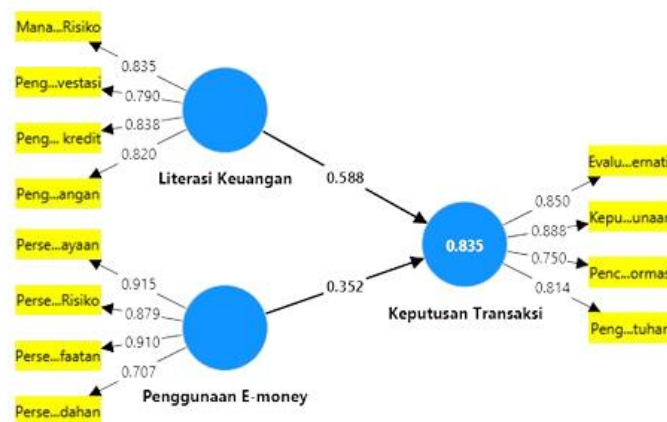 Mana...Risiko
0.835
Peng...vestasi
0.790
Peng... kredit
0.838
Peng...angan
0.820
Literasi Keuangan
0.588
Perse...ayaan
0.915
Perse...Risiko
0.879
Perse...faatan
0.910
Perse...dahan
0.707
Penggunaan E-money
0.352
0.835
Keputusan Transaksi
Evalu...ernati
0.850
Kepu...unaan
0.888
Penc...ormas
0.750
Peng...tuhan
0.814